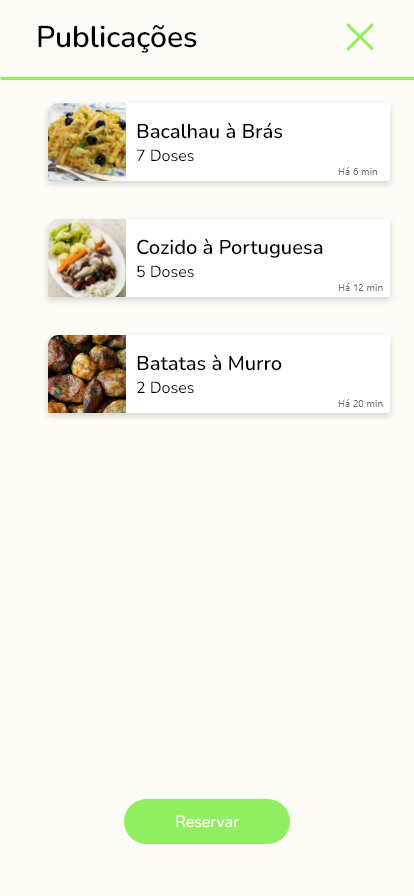 Publicações
Bacalhau à Brás
7 Doses
Há 6 min
Cozido à Portuguesa
5 Doses
Há 12 min
Batatas à Murro
2 Doses
Há 20 min
Reservar